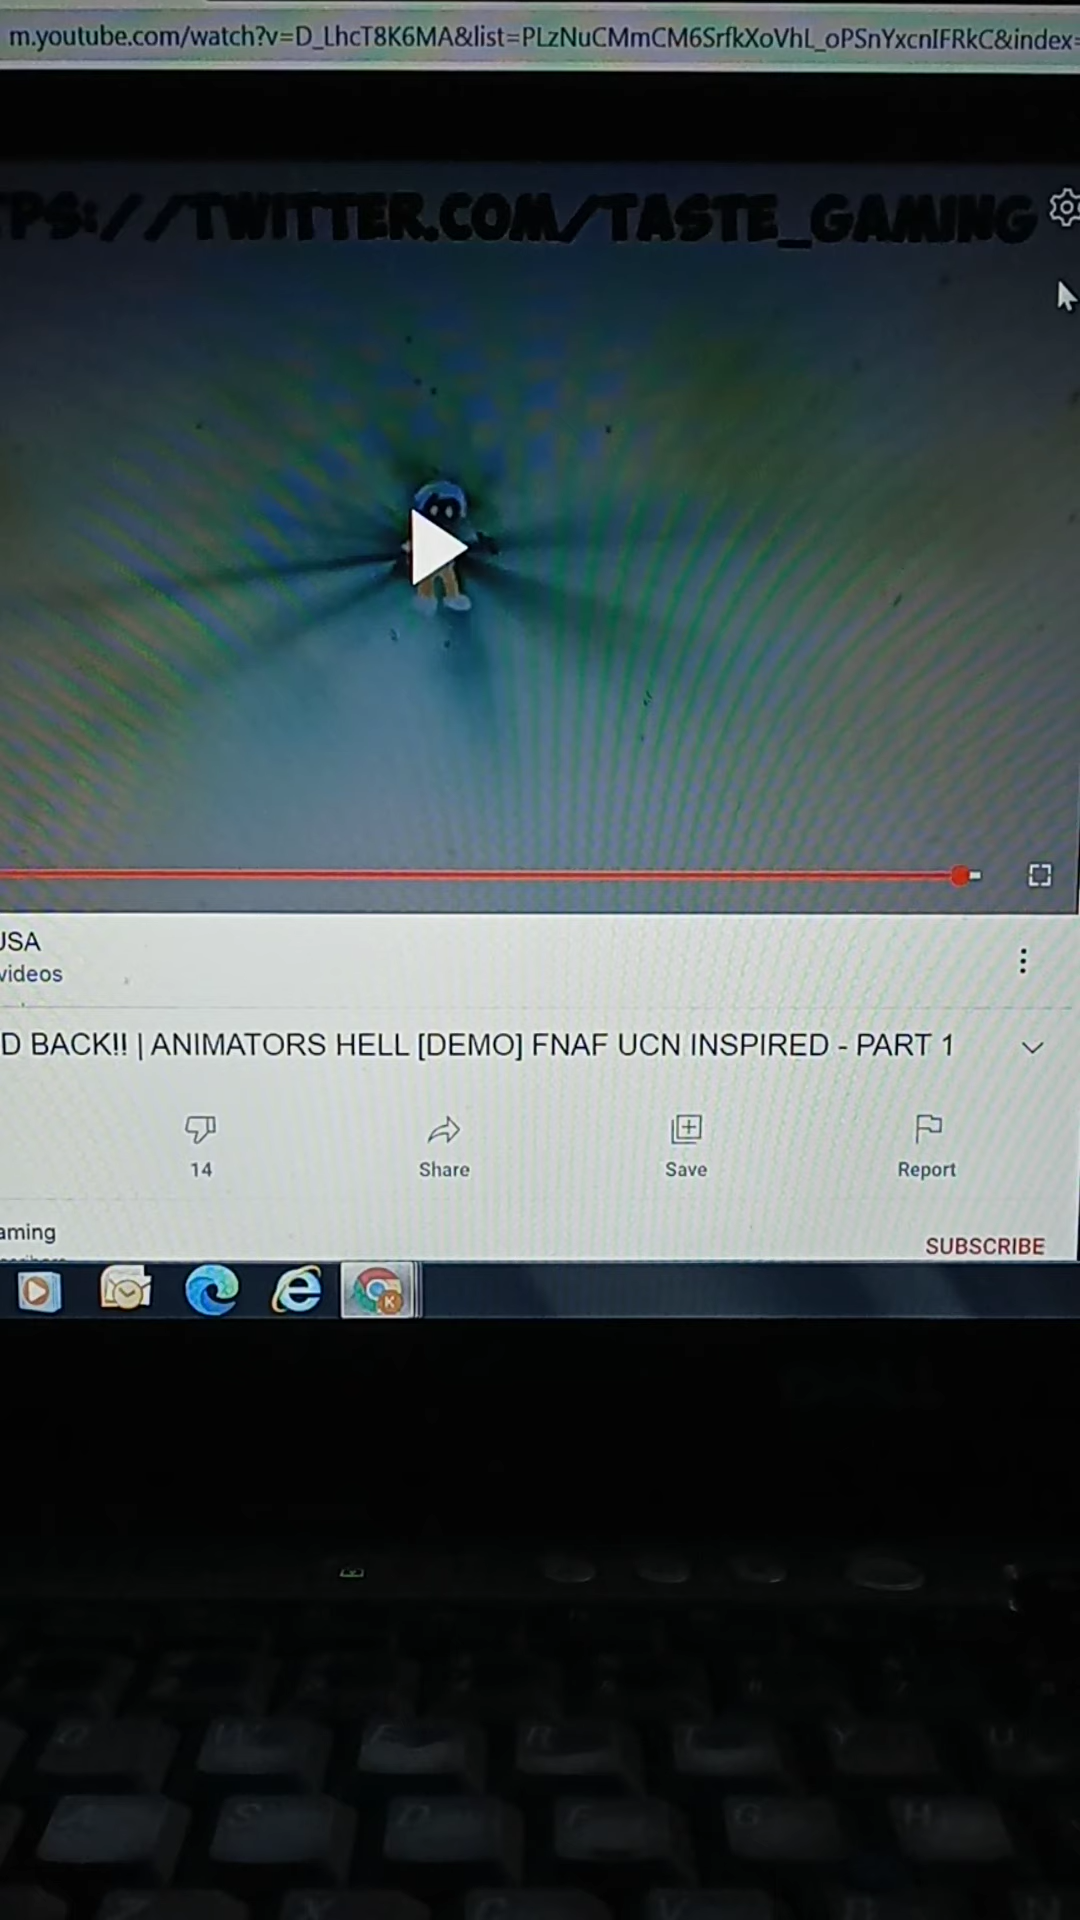 m.youtube.com/watch?v=D_LhcT8K6MA&list=PLzNuCMmCM6SrfkXoVhL_oPSnYxcnIFRkC&index=
TPS://TWITTER.COM/TASTE_GAMING
USA
videos
D BACK!! | ANIMATORS HELL [DEMO] FNAF UCN INSPIRED - PART 1
14
Share
Save
Report
aming
SUBSCRIBE
K
A
S
D
F
G
H